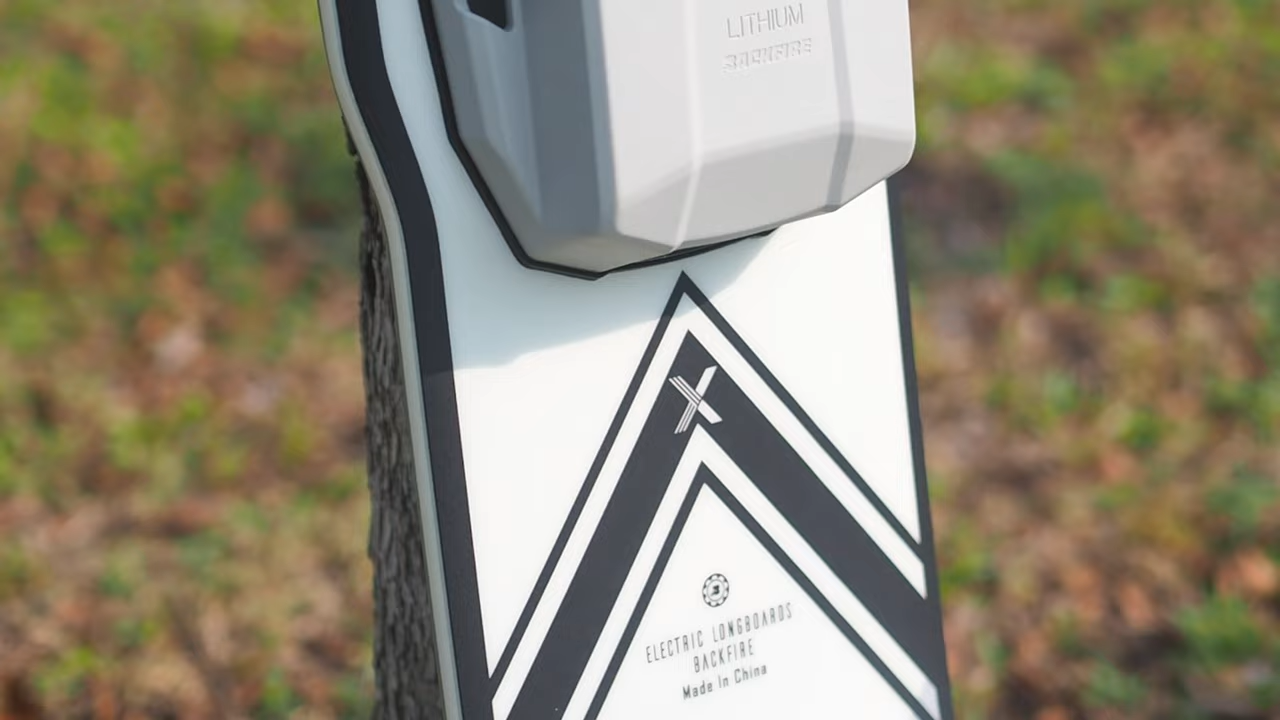 LITHIUM
BACKFIRE
X
ELECTRIC LONGBOARDS
BACKFIRE
Made In China